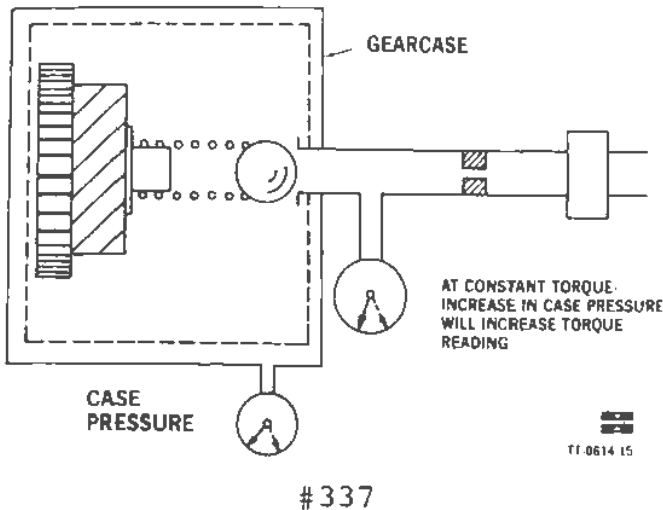 GEARCASE
AT CONSTANT TORQUE-
INCREASE IN CASE PRESSURE
WILL INCREASE TORQUE
READING
CASE
PRESSURE
TT-0614-15
#337